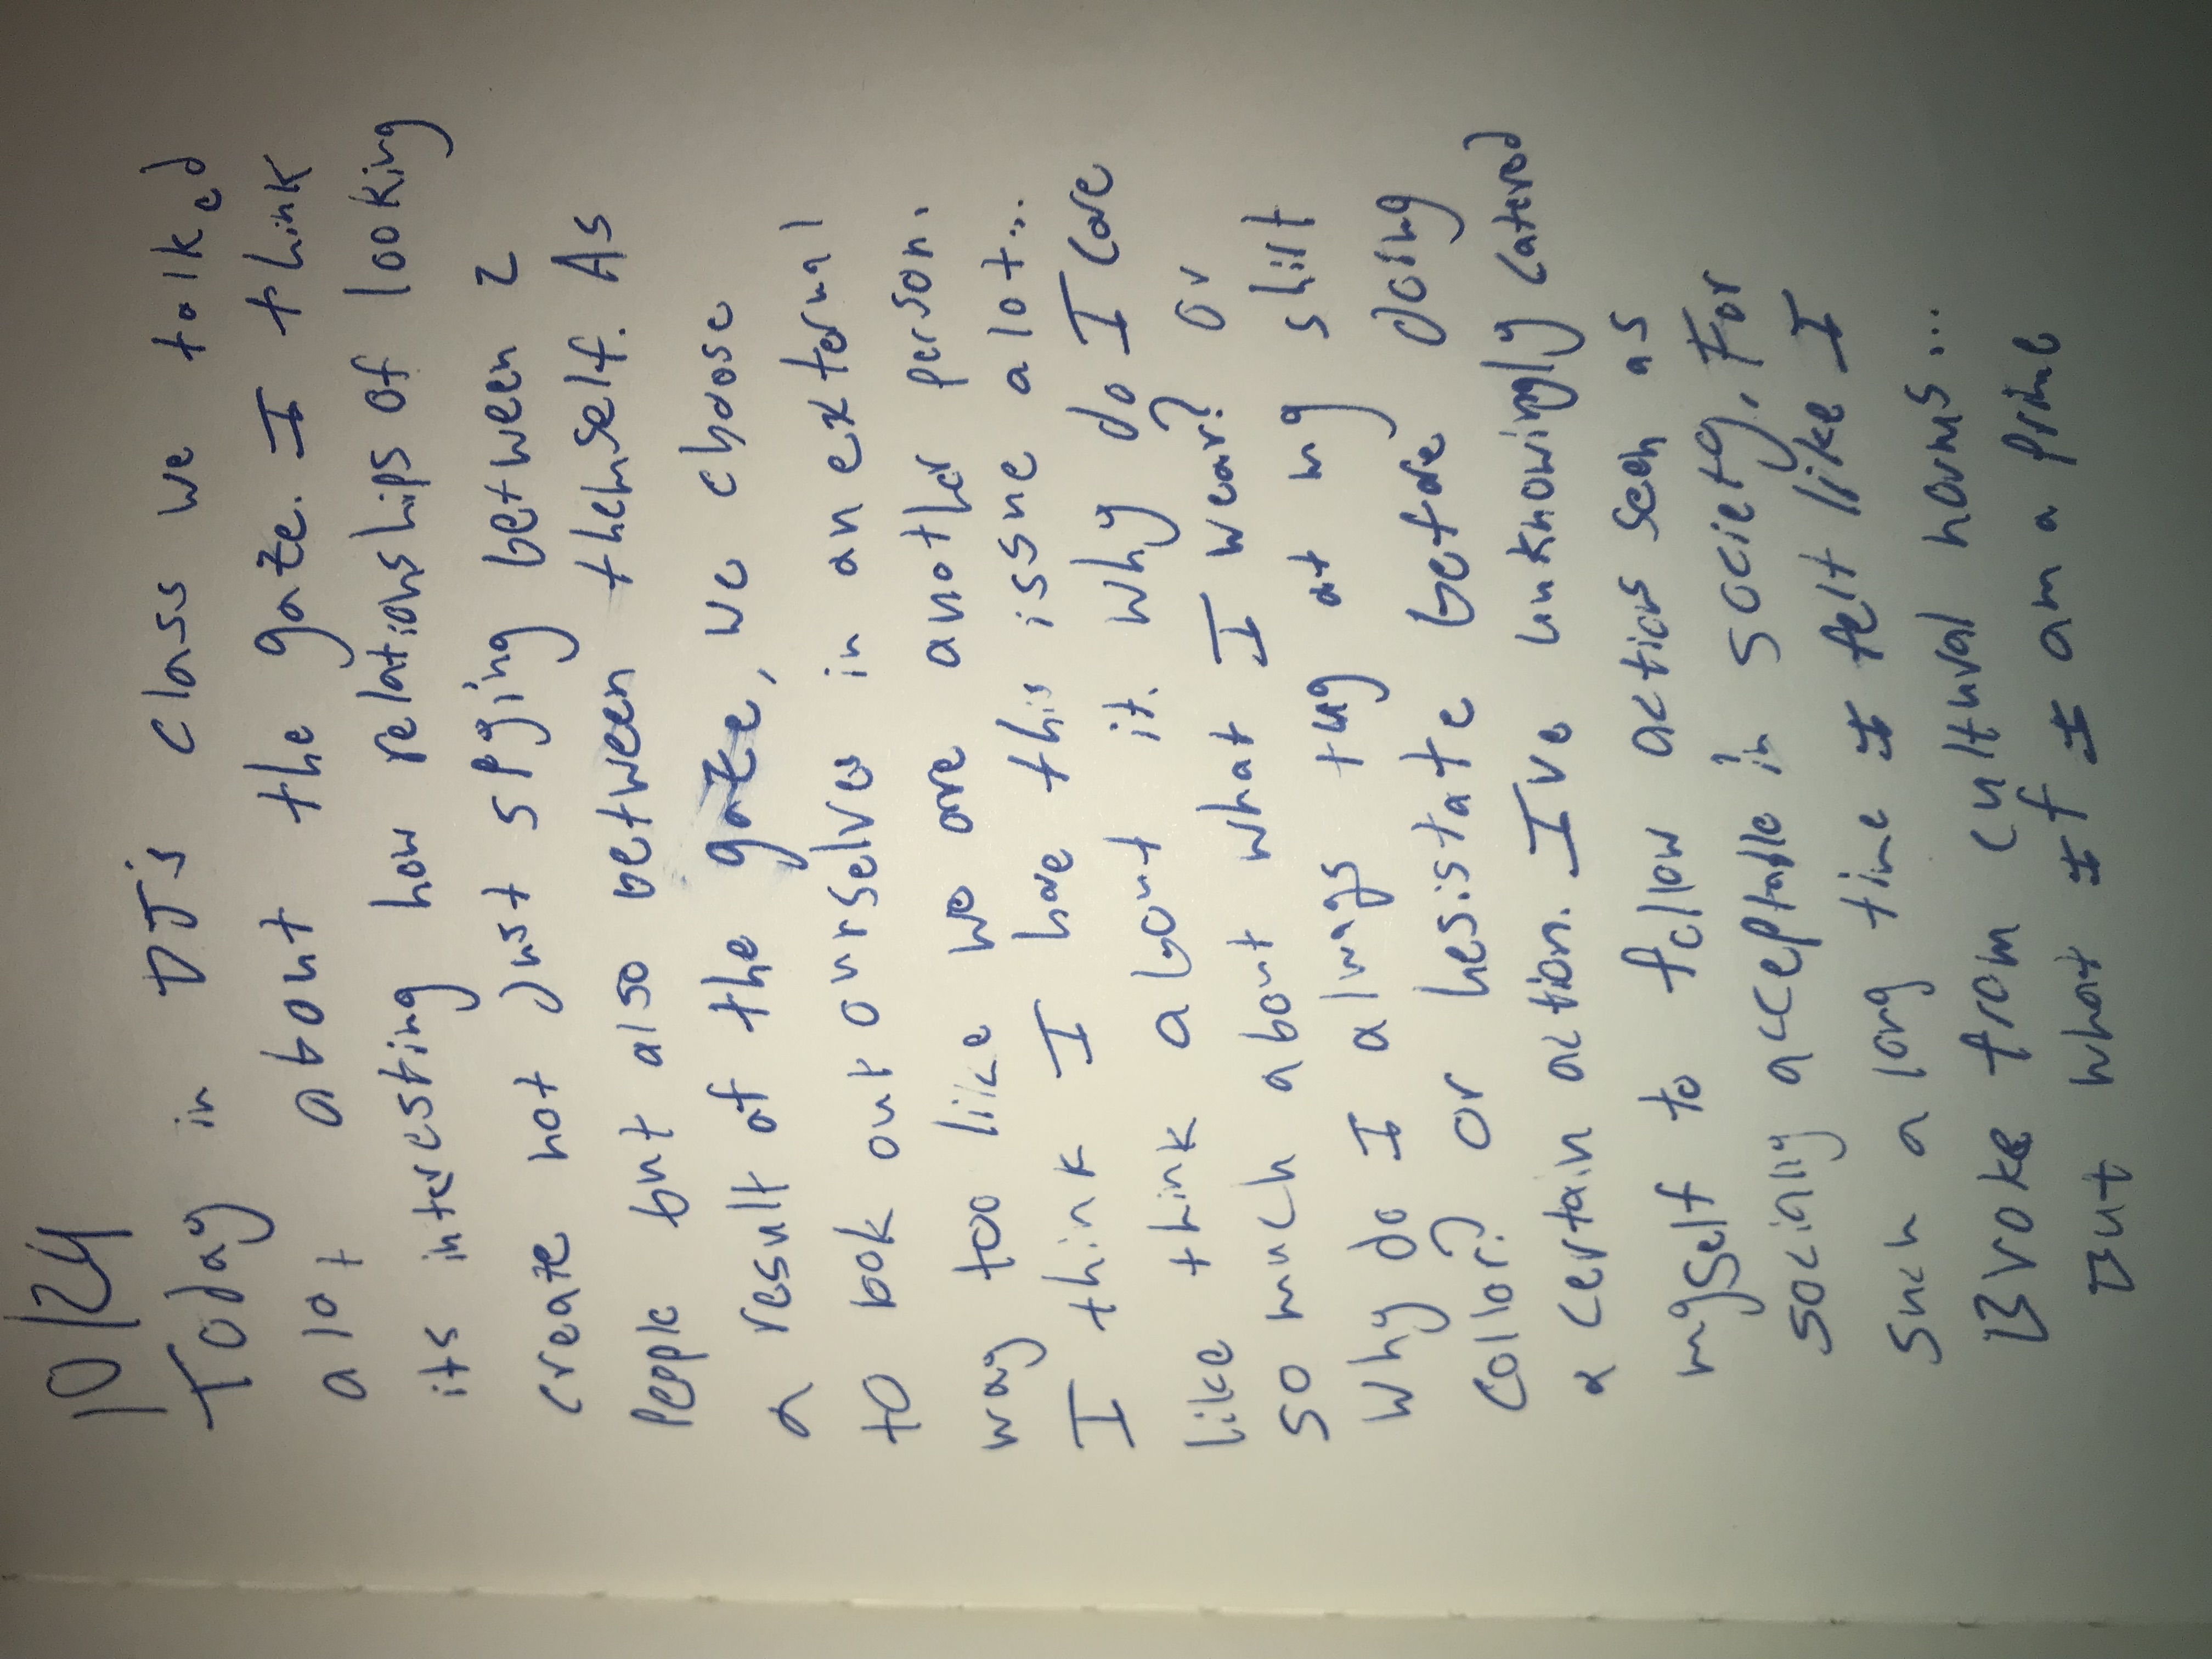 10/24
Today in DJ's class we talked
alot about the gaze. I think
its interesting how relationships of looking
create not Just spying between 2
People but also between themself. As
a result of the gaze, we choose
to look out ourselves in an external
way too like we are another person.
I think I have this issue alot...
like think about it. Why do I care
so much about what I wear? Or
Why do I always tug at my shirt
Collar? Or hesistate before doing
a certain action. I've unknowingly catered
myself to follow actions seen as
socially acceptable in society. For
such a long time I felt like I
Broke from cultural norms...
But what If I am a prime